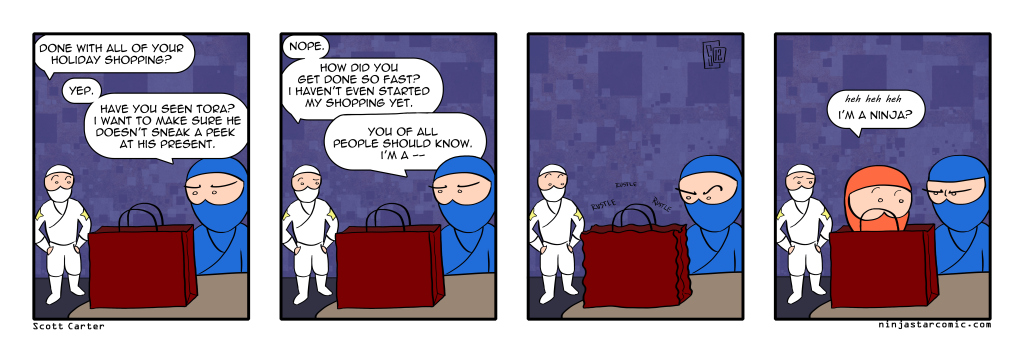 DONE WITH ALL OF YOUR
HOLIDAY SHOPPING?
YEP.
HAVE YOU SEEN TORA?
I WANT TO MAKE SURE HE
DOESN'T SNEAK A PEEK
AT HIS PRESENT.
NOPE.
HOW DID YOU
GET DONE SO FAST?
I HAVEN'T EVEN STARTED
MY SHOPPING YET.
YOU OF ALL
PEOPLE SHOULD KNOW.
I'M A --
RUSTLE
RUSTLE
RUSTLE
heh heh heh
I'M A NINJA?
Scott Carter
ninjastarcomic.com